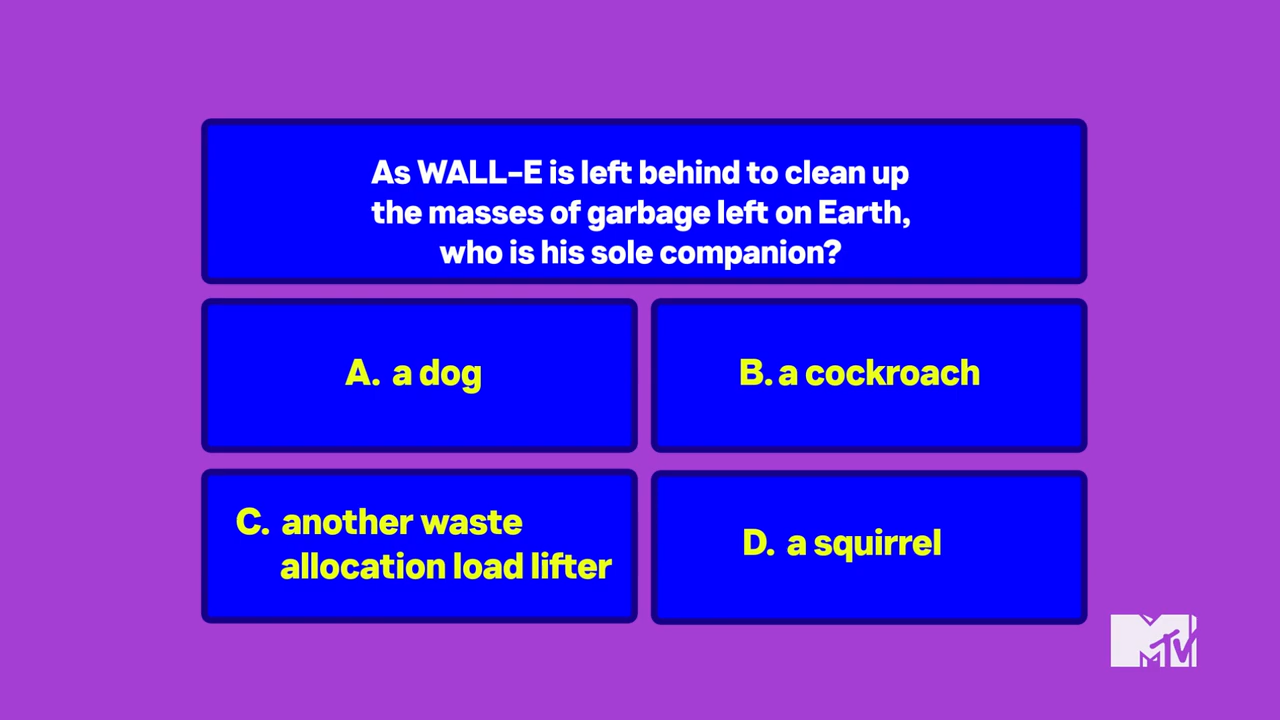 As WALL-E is left behind to clean up
the masses of garbage left on Earth,
who is his sole companion?
A. a dog
B. a cockroach
C. another waste
allocation load lifter
D. a squirrel
MTV